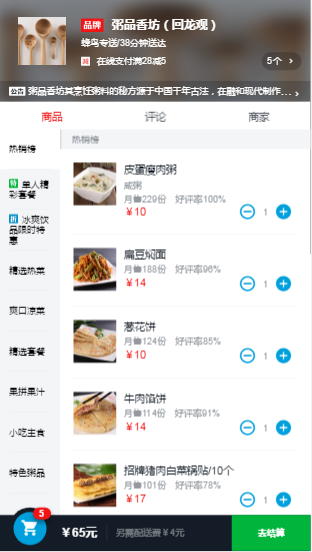 品牌 粥品香坊（回龙观）
蜂鸟专送/38分钟送达
减 在线支付满28减5
5个 >
公告 粥品香坊其烹饪粥料的秘方源于中国千年古法，在融和现代制作... >
商品 评论 商家
热销榜
特 单人精彩套餐
折 冰爽饮品限时特惠
精选热菜
爽口凉菜
精选套餐
果拼果汁
小吃主食
特色粥品
热销榜
皮蛋瘦肉粥
咸粥
月售229份 好评率100%
¥10
1
扁豆焖面
月售188份 好评率96%
¥14
1
葱花饼
月售124份 好评率85%
¥10
1
牛肉馅饼
月售114份 好评率91%
¥14
1
招牌猪肉白菜锅贴/10个
月售101份 好评率78%
¥17
1
5
¥65元
另需配送费¥4元
去结算